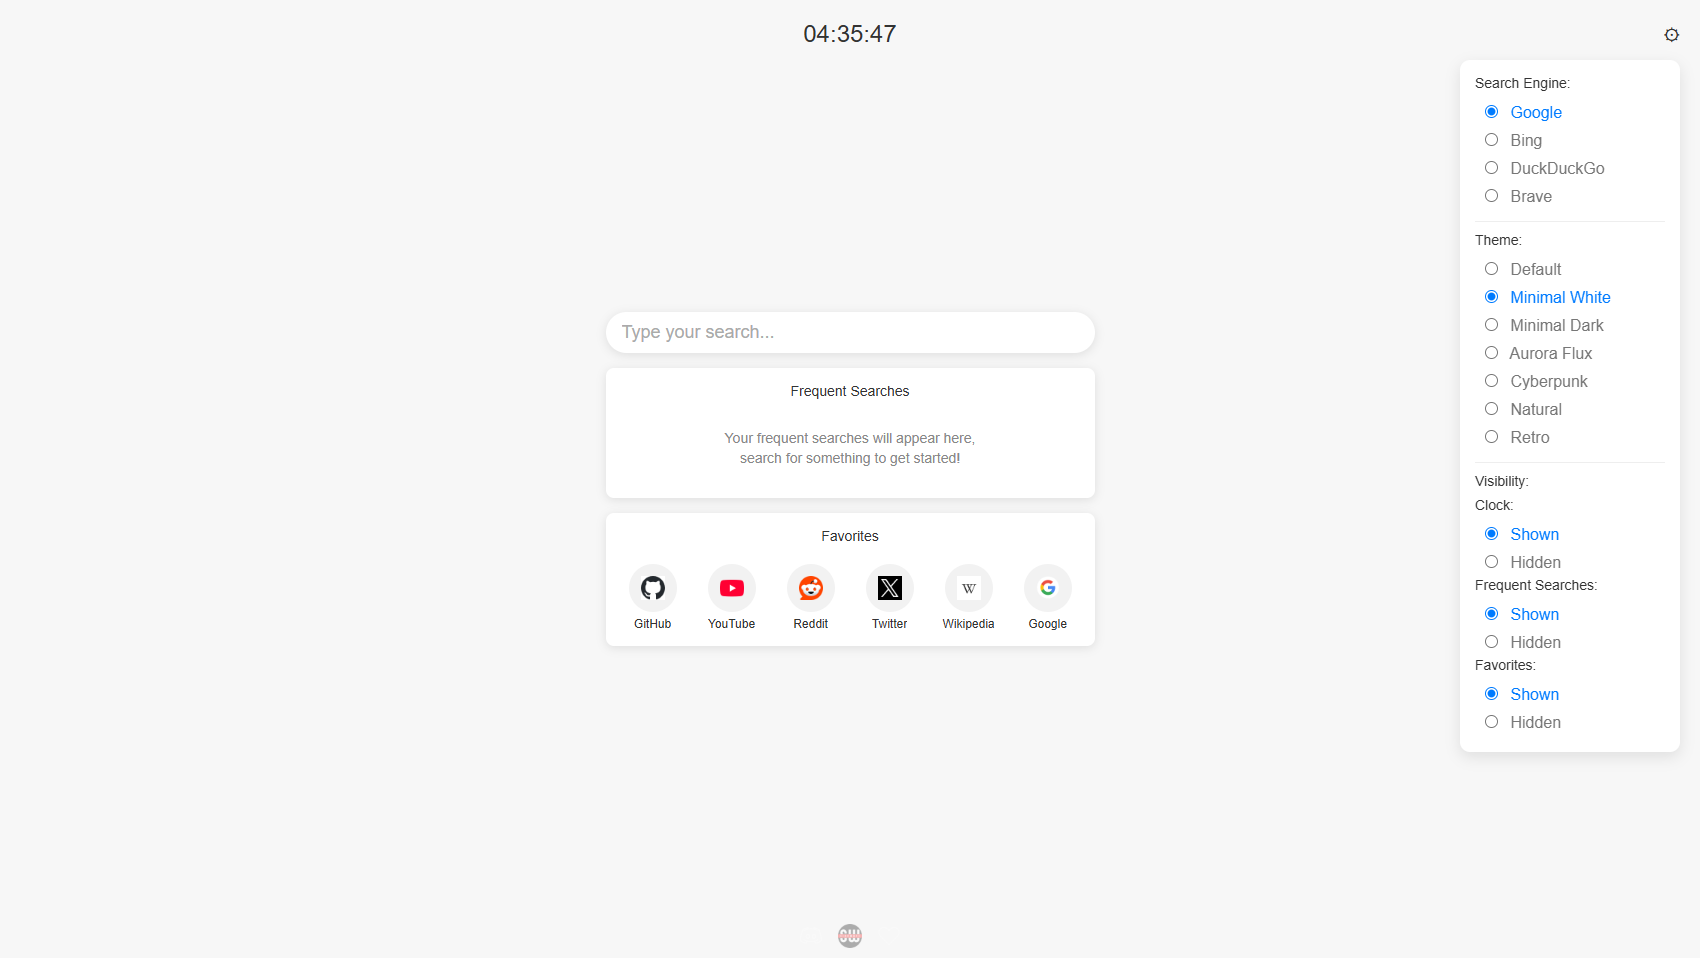 04:35:47
Search Engine:
Google
Bing
DuckDuckGo
Brave
Theme:
Default
Minimal White
Minimal Dark
Aurora Flux
Cyberpunk
Natural
Retro
Visibility:
Clock:
Shown
Hidden
Frequent Searches:
Shown
Hidden
Favorites:
Shown
Hidden
Type your search...
Frequent Searches
Your frequent searches will appear here,
search for something to get started!
Favorites
GitHub YouTube Reddit Twitter Wikipedia Google